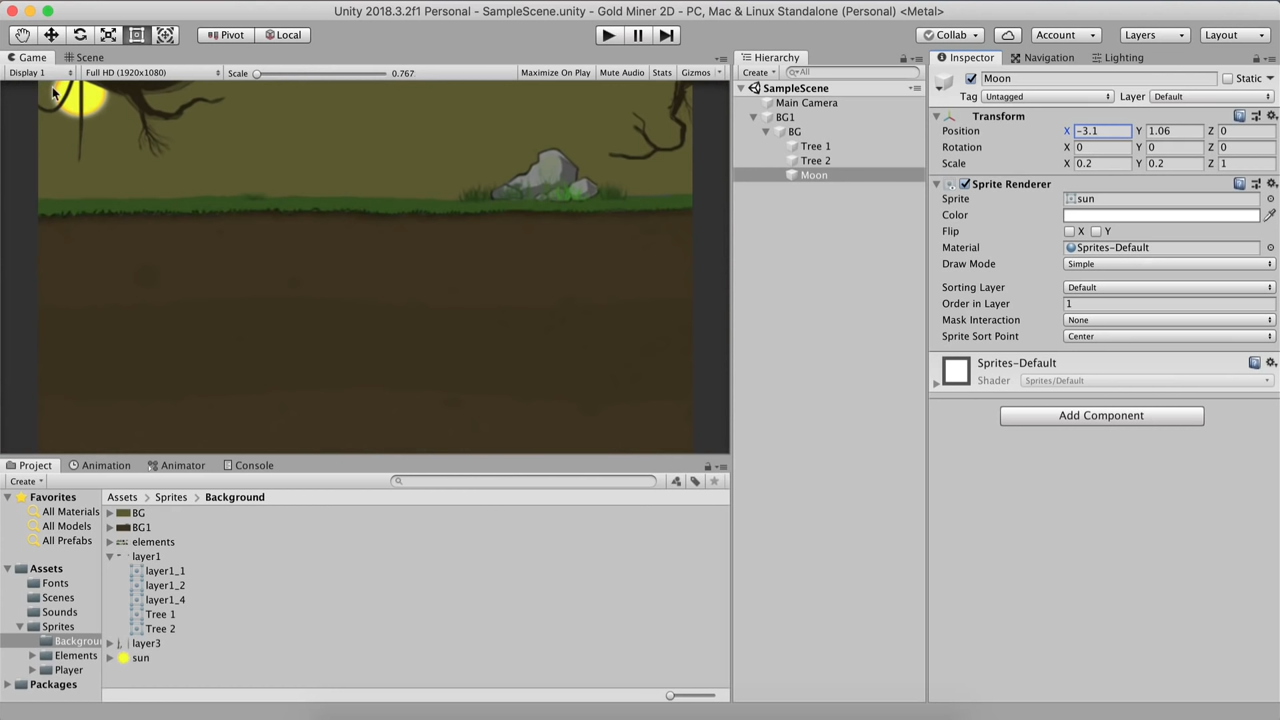 Unity 2018.3.2f1 Personal - SampleScene.unity - Gold Miner 2D - PC, Mac & Linux Standalone (Personal) <Metal>
Pivot Local Collab Account Layers Layout
Game Scene
Display 1 Full HD (1920x1080) Scale 0.767 Maximize On Play Mute Audio Stats Gizmos
Hierarchy
Create All
SampleScene
Main Camera
BG1
BG
Tree 1
Tree 2
Moon
Inspector Navigation Lighting
Moon Static
Tag Untagged Layer Default
Transform
Position X -3.1 Y 1.06 Z 0
Rotation X 0 Y 0 Z 0
Scale X 0.2 Y 0.2 Z 1
Sprite Renderer
Sprite sun
Color
Flip X Y
Material Sprites-Default
Draw Mode Simple
Sorting Layer Default
Order in Layer 1
Mask Interaction None
Sprite Sort Point Center
Sprites-Default
Shader Sprites/Default
Add Component
Project Animation Animator Console
Create
Favorites
All Materials
All Models
All Prefabs
Assets
Fonts
Scenes
Sounds
Sprites
Backgrou
Elements
Player
Packages
Assets > Sprites > Background
BG
BG1
elements
layer1
layer1_1
layer1_2
layer1_4
Tree 1
Tree 2
layer3
sun